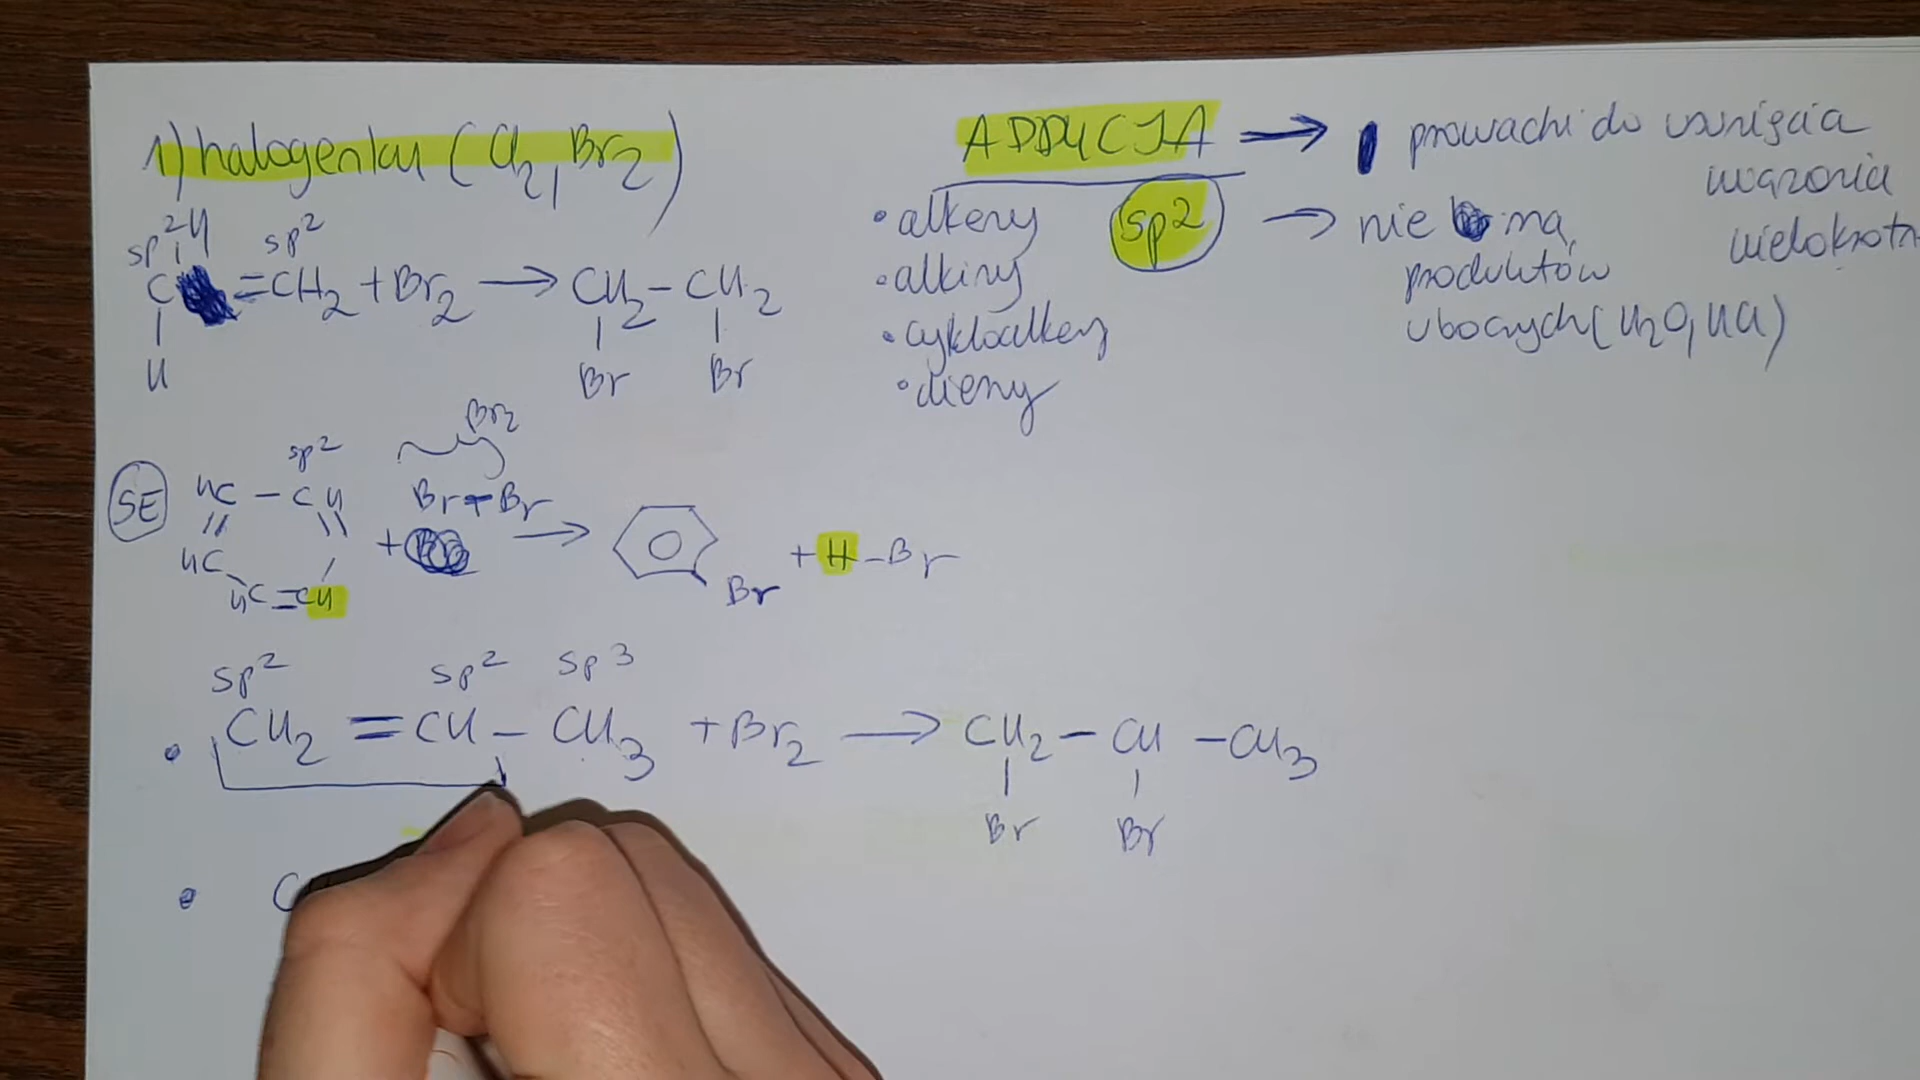 1) halogenki (Cl2, Br2)
sp2 H sp2
C =CH2 + Br2 → CH2 - CH2
| | |
H Br Br
ADDYCJA → prowadzi do usunięcia
wiązania
wielokrotn
sp2 → nie ma
produktów
ubocznych (H2O, HCl)
• alkeny
• alkiny
• cykloalkeny
• dieny
Br2
sp2
SE HC - CH Br-Br
HC + → Br + H-Br
HC = CH
sp2 sp2 sp3
• CH2 = CH - CH3 + Br2 → CH2 - CH - CH3
| |
Br Br
• C